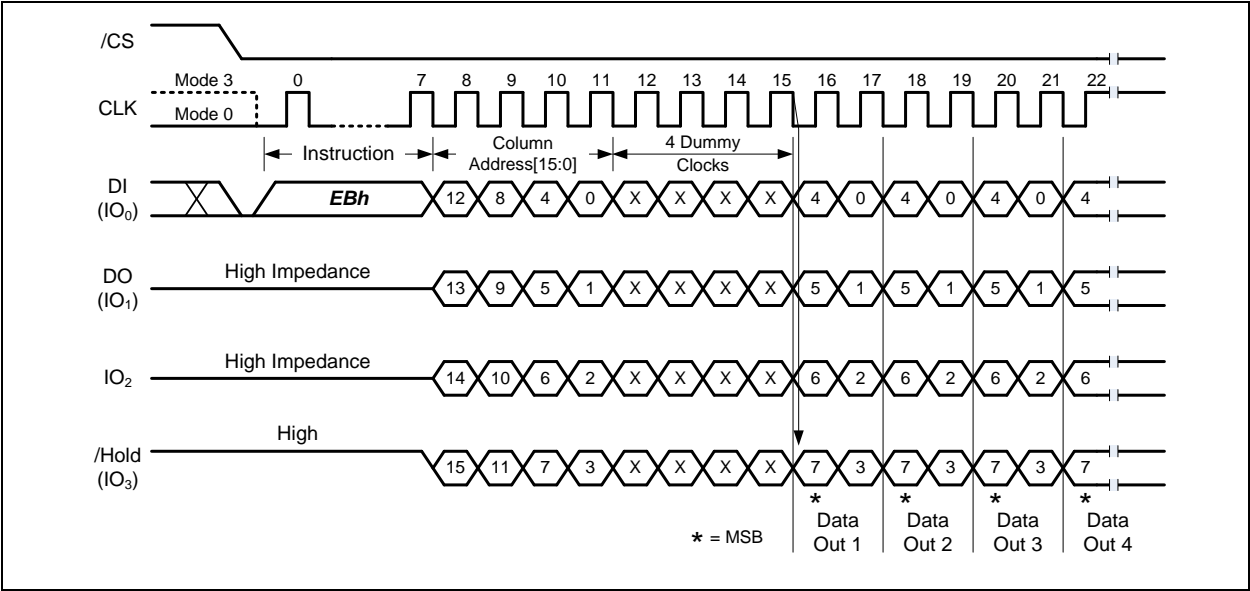 /CS
Mode 3 0 7 8 9 10 11 12 13 14 15 16 17 18 19 20 21 22
CLK
Mode 0
Instruction
Column
Address[15:0]
4 Dummy
Clocks
DI
(IO₀)
EBh 12 8 4 0 X X X X 4 0 4 0 4 0 4
DO
(IO₁)
High Impedance
13 9 5 1 X X X X 5 1 5 1 5 1 5
IO₂
High Impedance
14 10 6 2 X X X X 6 2 6 2 6 2 6
/Hold
(IO₃)
High
15 11 7 3 X X X X 7 3 7 3 7 3 7
* * * *
* = MSB
Data
Out 1
Data
Out 2
Data
Out 3
Data
Out 4